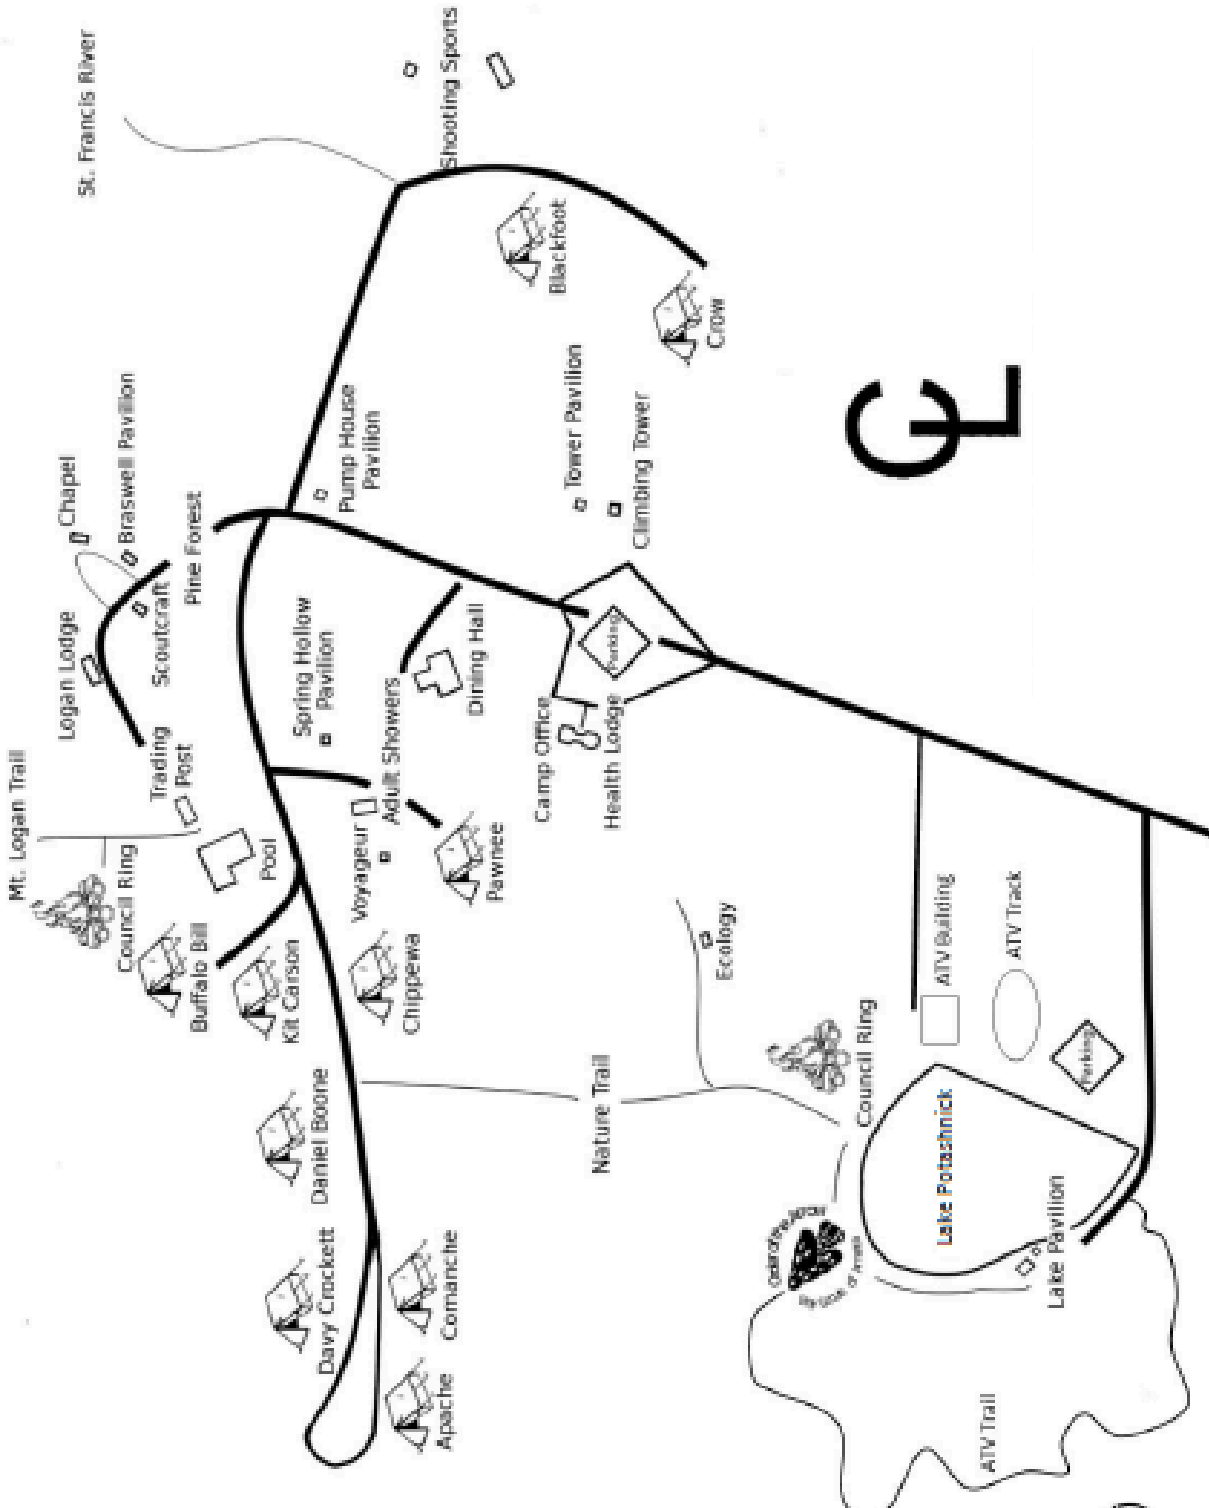 St. Francis River
Shooting Sports
Blackfoot
Crow
Pump House
Pavilion
Tower Pavilion
Climbing Tower
Chapel
Braswell Pavilion
Pine Forest
Scoutcraft
Logan Lodge
Trading
Post
Mt. Logan Trail
Council Ring
Pool
Buffalo Bill
Kit Carson
Spring Hollow
Pavilion
Adult Showers
Dining Hall
Voyageur
Pawnee
Chippewa
Camp Office
Health Lodge
Parking
Daniel Boone
Davy Crockett
Comanche
Apache
Nature Trail
Ecology
Council Ring
ATV Building
ATV Track
Parking
Lake Potashnick
Lake Pavilion
ATV Trail
CL